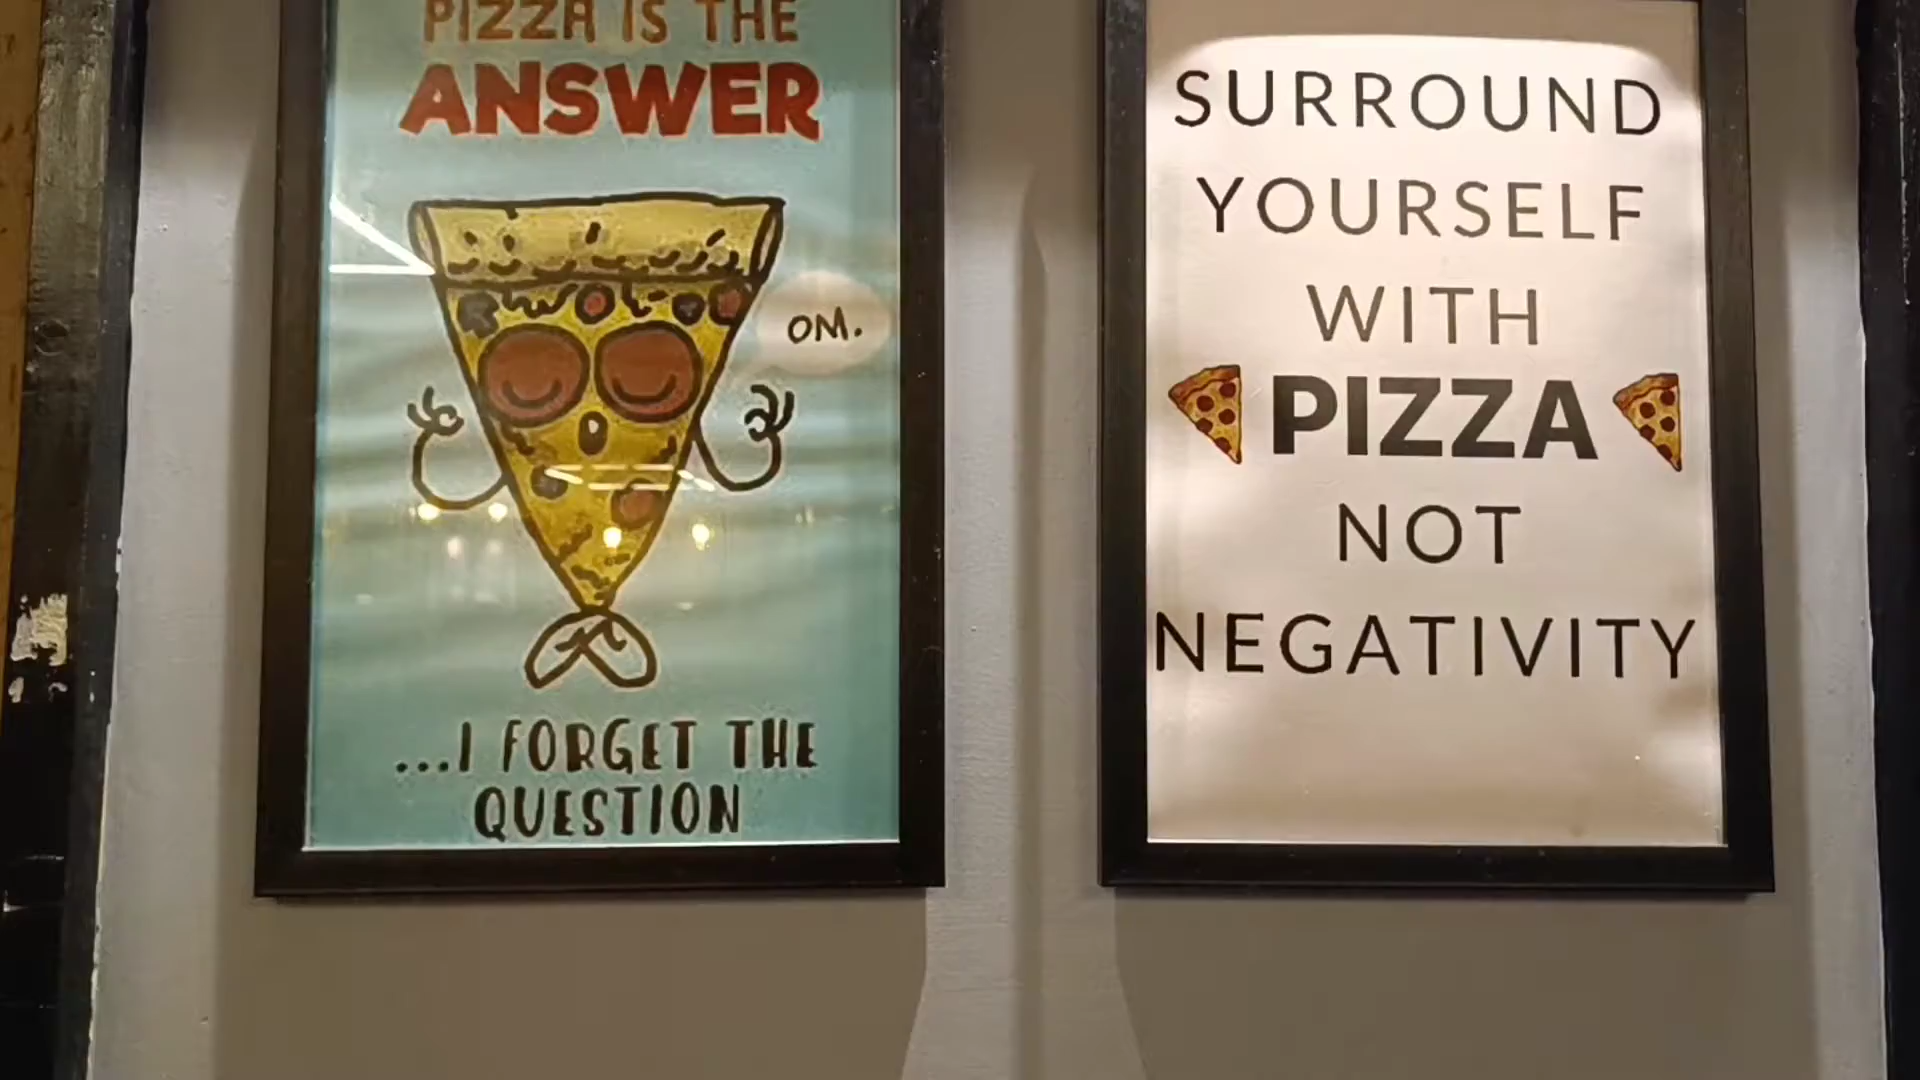 PIZZA IS THE
ANSWER
OM.
...I FORGET THE
QUESTION
SURROUND
YOURSELF
WITH
PIZZA
NOT
NEGATIVITY